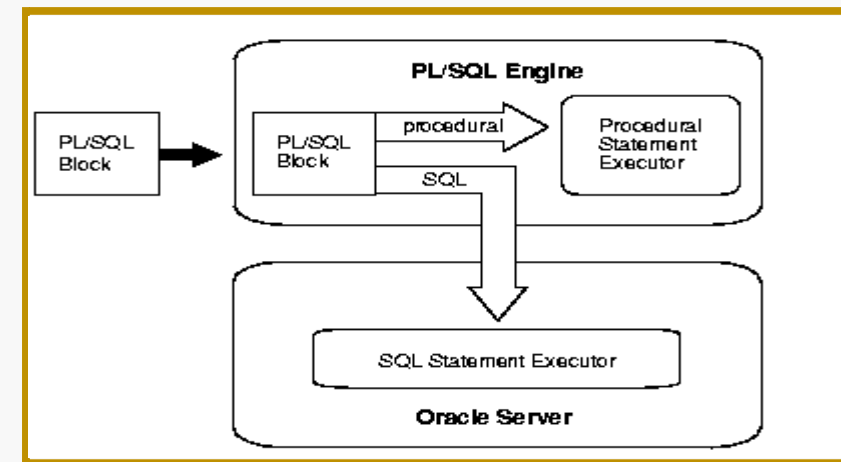 PL/SQL Engine
PL/SQL
Block
PL/SQL
Block
procedural
SQL
Procedural
Statement
Executor
SQL Statement Executor
Oracle Server